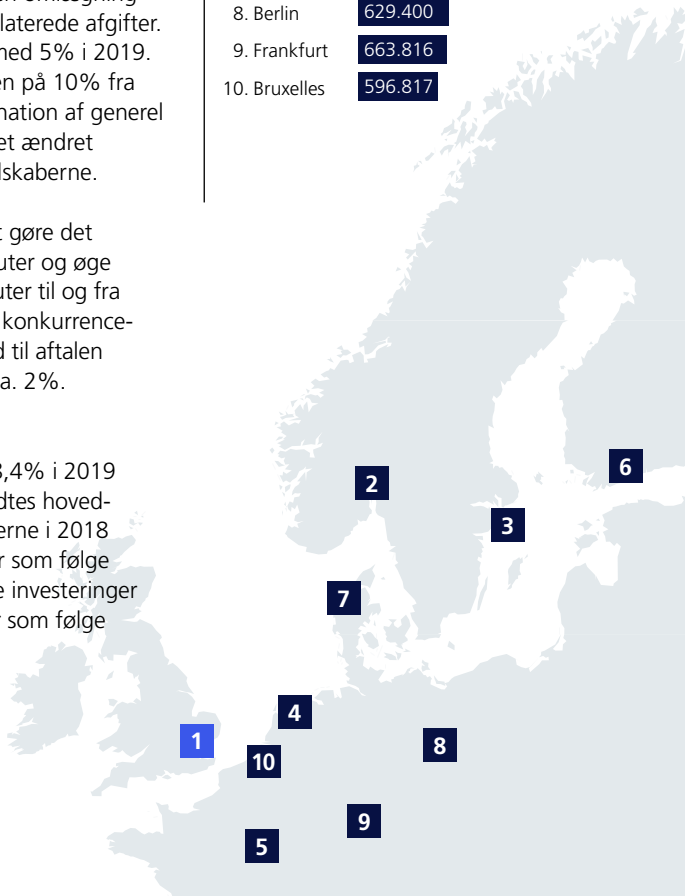 laterede afgifter.
med 5% i 2019.
en på 10% fra
nation af generel
et ændret
dskaberne.
t gøre det
uter og øge
uter til og fra
konkurrence-
d til aftalen
a. 2%.
3,4% i 2019
dtes hoved-
erne i 2018
r som følge
e investeringer
r som følge
8. Berlin 629.400
9. Frankfurt 663.816
10. Bruxelles 596.817
6
2
3
7
4
1
8
10
9
5